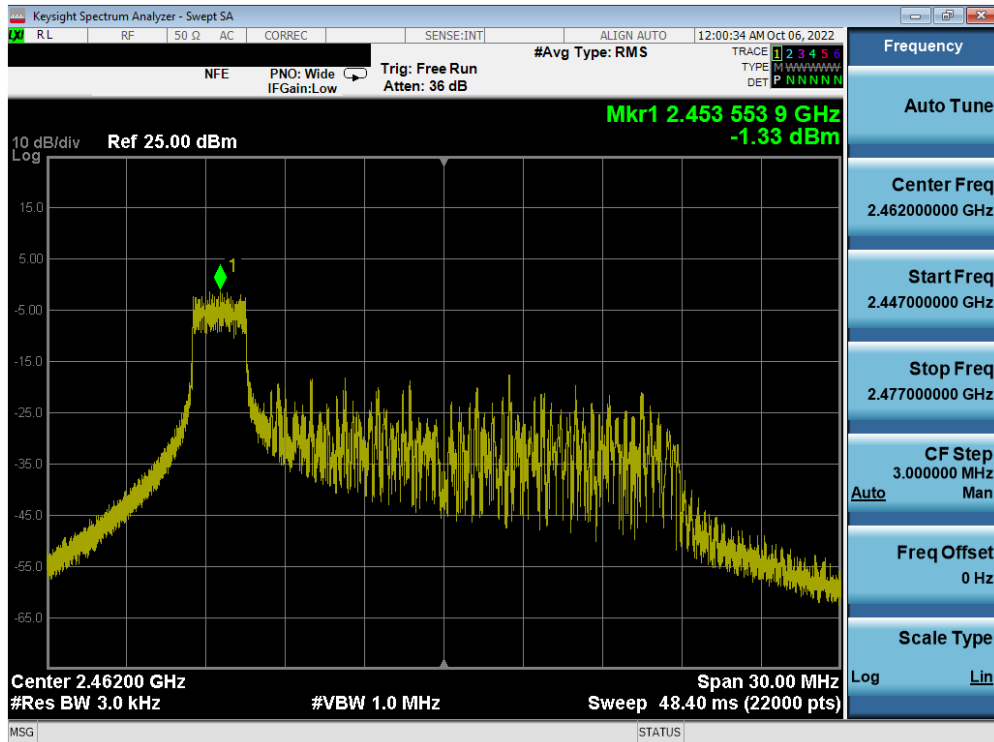 Keysight Spectrum Analyzer - Swept SA
LXI RL RF 50 Ω AC CORREC SENSE:INT ALIGN AUTO 12:00:34 AM Oct 06, 2022
NFE PNO: Wide IFGain:Low Trig: Free Run Atten: 36 dB #Avg Type: RMS
TRACE 1 2 3 4 5 6
TYPE M W W W W W
DET P N N N N N
Mkr1 2.453 553 9 GHz
-1.33 dBm
10 dB/div Ref 25.00 dBm
Log
15.0
5.00
-5.00
-15.0
-25.0
-35.0
-45.0
-55.0
-65.0
1
Center 2.46200 GHz Span 30.00 MHz
#Res BW 3.0 kHz #VBW 1.0 MHz Sweep 48.40 ms (22000 pts)
MSG STATUS
Frequency
Auto Tune
Center Freq
2.462000000 GHz
Start Freq
2.447000000 GHz
Stop Freq
2.477000000 GHz
CF Step
3.000000 MHz
Auto Man
Freq Offset
0 Hz
Scale Type
Log Lin